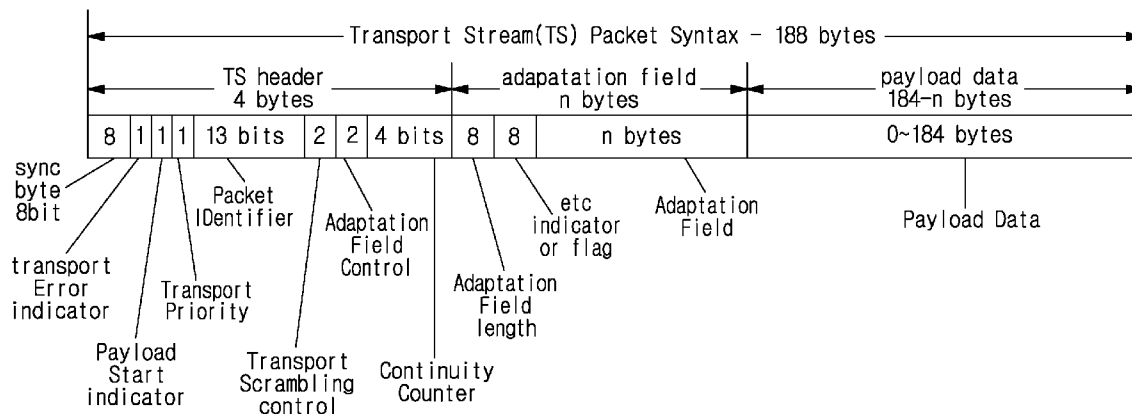 Transport Stream(TS) Packet Syntax - 188 bytes
TS header
4 bytes
adapatation field
n bytes
payload data
184-n bytes
8 1 1 1 13 bits 2 2 4 bits 8 8 n bytes 0~184 bytes
sync
byte
8bit
Packet
IDentifier
Adaptation
Field
Control
etc
indicator
or flag
Adaptation
Field
Payload Data
transport
Error
indicator
Transport
Priority
Adaptation
Field
length
Payload
Start
indicator
Transport
Scrambling
control
Continuity
Counter